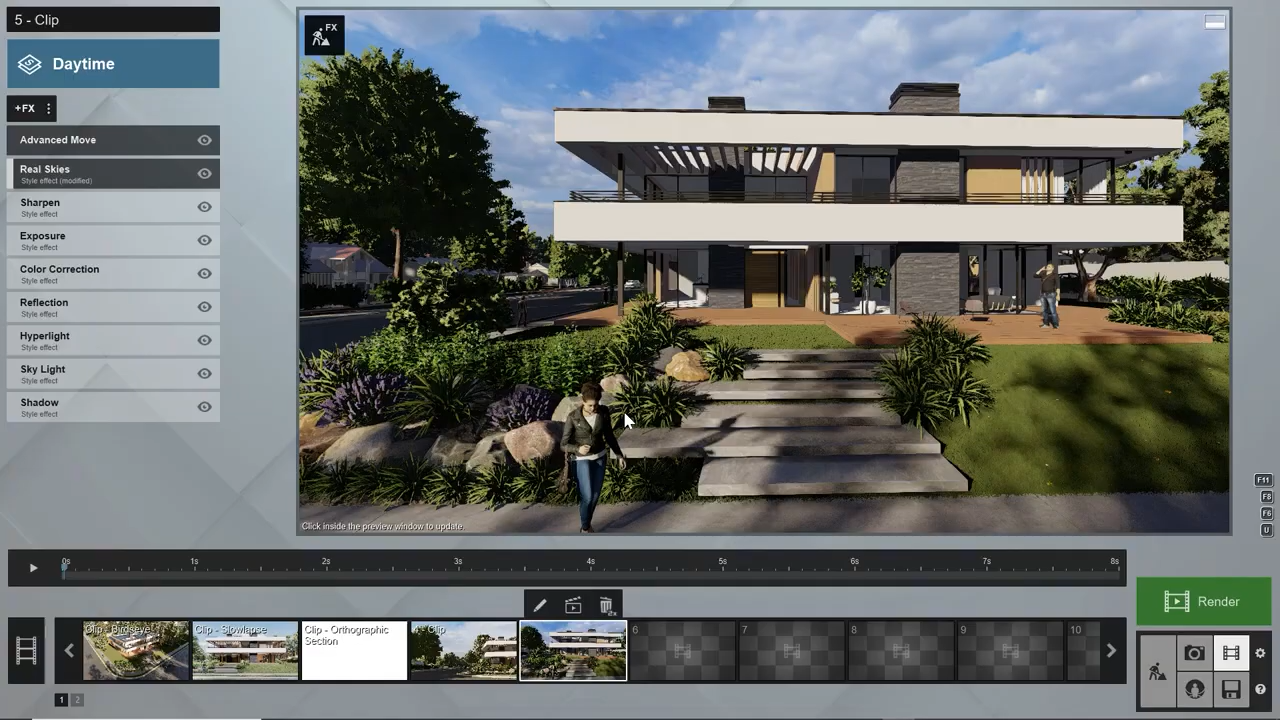 5 - Clip
Daytime
+FX
Advanced Move
Real Skies
Style effect (modified)
Sharpen
Style effect
Exposure
Style effect
Color Correction
Style effect
Reflection
Style effect
Hyperlight
Style effect
Sky Light
Style effect
Shadow
Style effect
FX
Click inside the preview window to update.
F11
F8
F6
U
0s 1s 2s 3s 4s 5s 6s 7s 8s
Render
Clip - Birdseye
Clip - Slowlapse
Clip - Orthographic
Section
4 - Clip
6 7 8 9 10
1 2